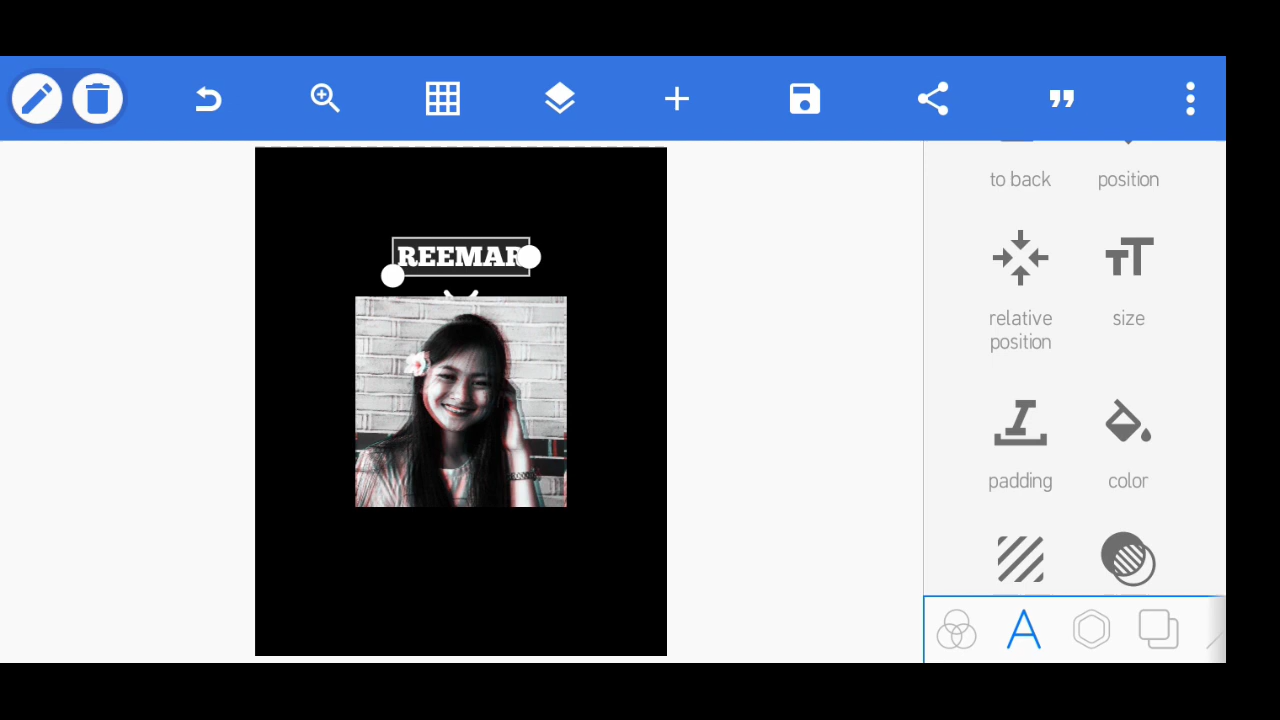 to back
position
REEMAR
relative
position
size
padding
color